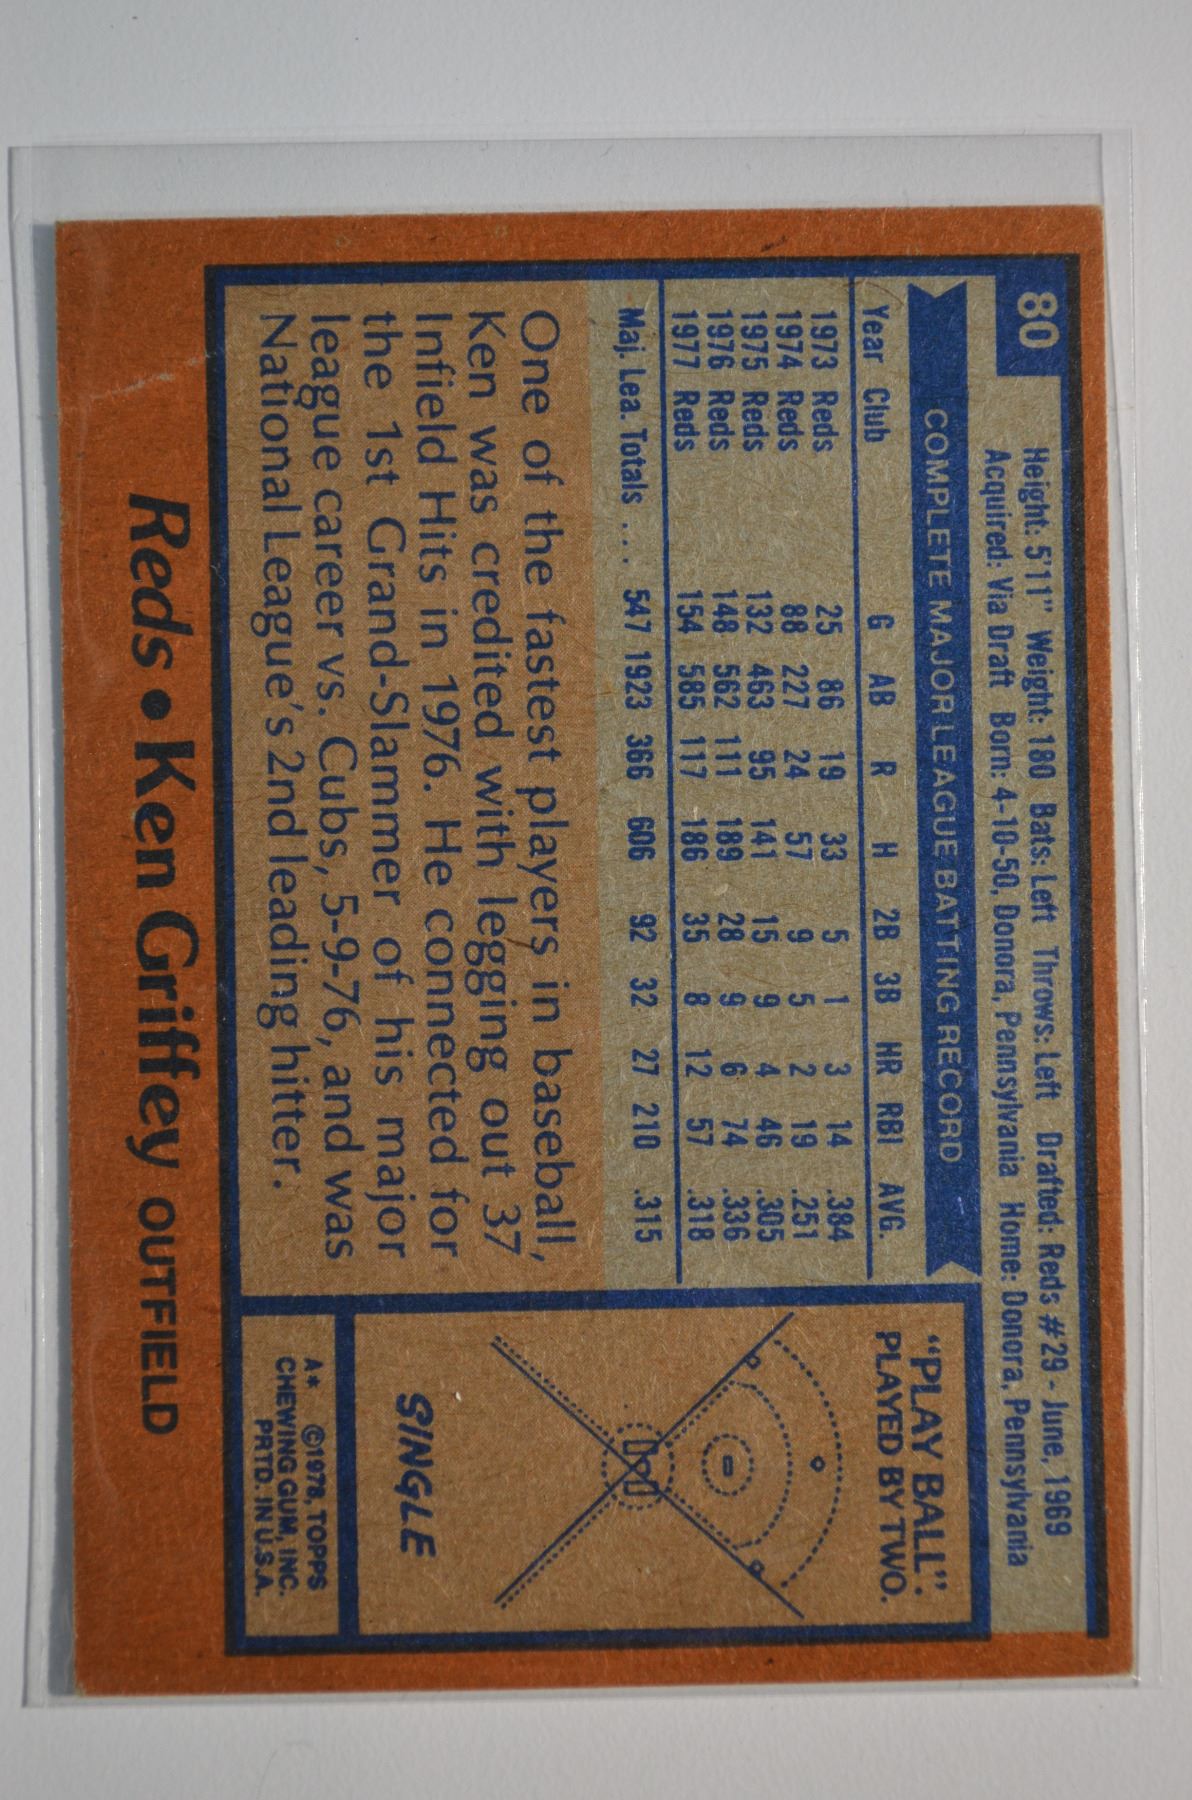 80
Height: 5'11" Weight: 180 Bats: Left Throws: Left Drafted: Reds #29 - June, 1969
Acquired: Via Draft Born: 4-10-50, Donora, Pennsylvania Home: Donora, Pennsylvania
COMPLETE MAJOR LEAGUE BATTING RECORD
Year Club G AB R H 2B 3B HR RBI AVG.
1973 Reds 25 86 19 33 5 1 3 14 .384
1974 Reds 88 227 24 57 9 5 2 19 .251
1975 Reds 132 463 95 141 15 9 4 46 .305
1976 Reds 148 562 111 189 28 9 6 74 .336
1977 Reds 154 585 117 186 35 8 12 57 .318
Maj. Lea. Totals .... 547 1923 366 606 92 32 27 210 .315
One of the fastest players in baseball,
Ken was credited with legging out 37
Infield Hits in 1976. He connected for
the 1st Grand-Slammer of his major
league career vs. Cubs, 5-9-76, and was
National League's 2nd leading hitter.
"PLAY BALL":
PLAYED BY TWO.
SINGLE
A* ©1978, TOPPS
CHEWING GUM, INC.
PRTD. IN U.S.A.
Reds • Ken Griffey OUTFIELD